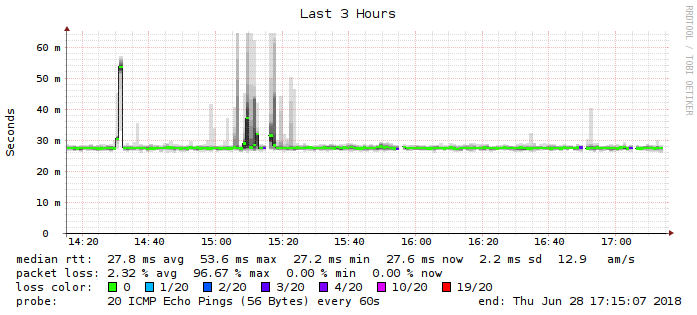 Last 3 Hours
RRDTOOL / TOBI OETIKER
Seconds
60 m
50 m
40 m
30 m
20 m
10 m
0
14:20 14:40 15:00 15:20 15:40 16:00 16:20 16:40 17:00
median rtt: 27.8 ms avg 53.6 ms max 27.2 ms min 27.6 ms now 2.2 ms sd 12.9 am/s
packet loss: 2.32 % avg 96.67 % max 0.00 % min 0.00 % now
loss color: 0 1/20 2/20 3/20 4/20 10/20 19/20
probe: 20 ICMP Echo Pings (56 Bytes) every 60s end: Thu Jun 28 17:15:07 2018